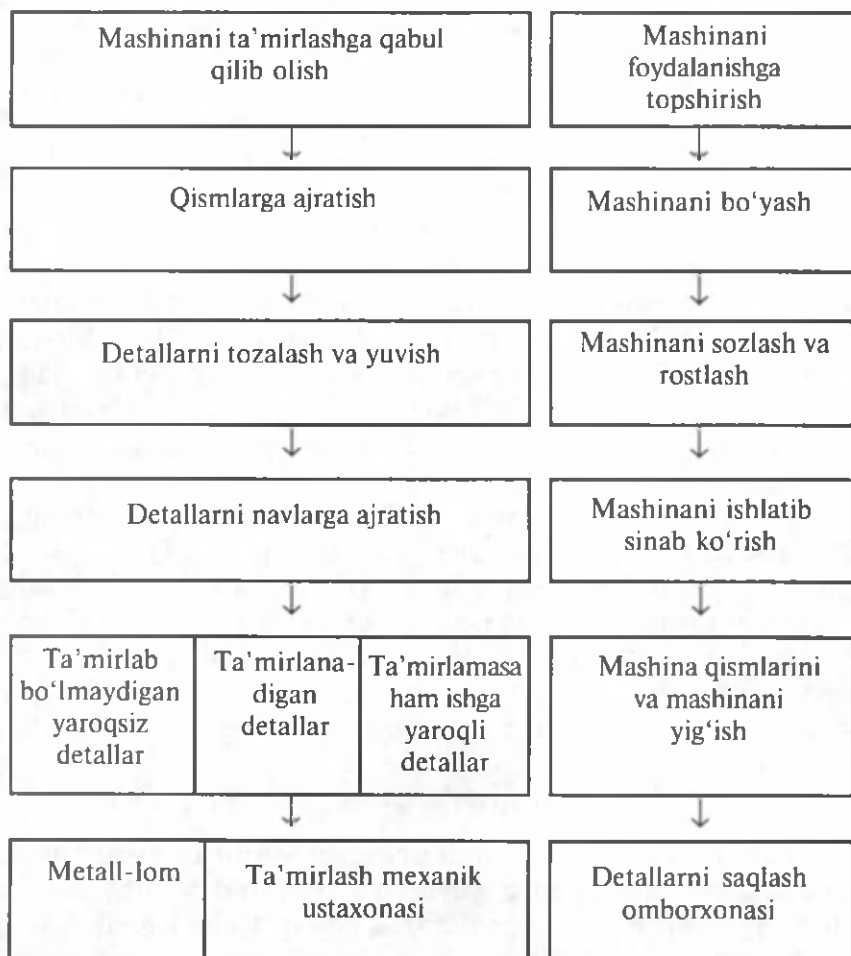 Mashinani ta'mirlashga qabul
qilib olish
Mashinani
foydalanishga
topshirish
Qismlarga ajratish
Mashinani bo‘yash
Detallarni tozalash va yuvish
Mashinani sozlash va
rostlash
Detallarni navlarga ajratish
Mashinani ishlatib
sinab ko‘rish
Ta'mirlab
bo‘lmaydigan
yaroqsiz
detallar
Ta'mirlana-
digan
detallar
Ta'mirlamasa
ham ishga
yaroqli
detallar
Mashina qismlarini
va mashinani
yig‘ish
Metall-lom
Ta'mirlash mexanik
ustaxonasi
Detallarni saqlash
omborxonasi